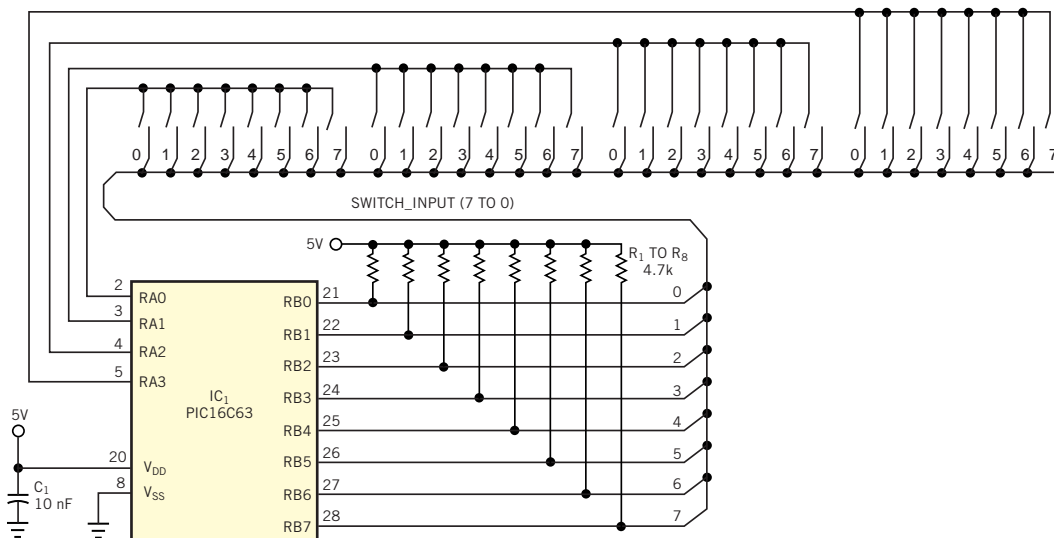 0 1 2 3 4 5 6 7 0 1 2 3 4 5 6 7 0 1 2 3 4 5 6 7 0 1 2 3 4 5 6 7
SWITCH_INPUT (7 TO 0)
5V
R1 TO R8
4.7k
2 RA0
3 RA1
4 RA2
5 RA3
IC1
PIC16C63
RB0 21 0
RB1 22 1
RB2 23 2
RB3 24 3
RB4 25 4
RB5 26 5
RB6 27 6
RB7 28 7
5V
20 VDD
8 VSS
C1
10 nF